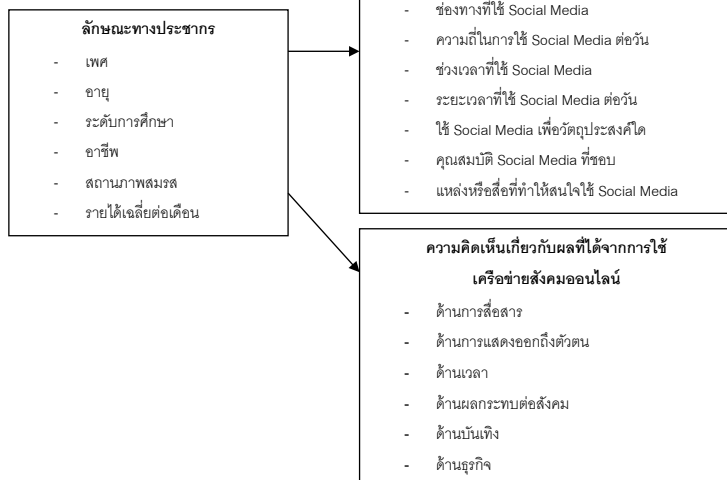 ลักษณะทางประชากร
- เพศ
- อายุ
- ระดับการศึกษา
- อาชีพ
- สถานภาพสมรส
- รายได้เฉลี่ยต่อเดือน
- ช่องทางที่ใช้ Social Media
- ความถี่ในการใช้ Social Media ต่อวัน
- ช่วงเวลาที่ใช้ Social Media
- ระยะเวลาที่ใช้ Social Media ต่อวัน
- ใช้ Social Media เพื่อวัตถุประสงค์ใด
- คุณสมบัติ Social Media ที่ชอบ
- แหล่งหรือสื่อที่ทำให้สนใจใช้ Social Media
ความคิดเห็นเกี่ยวกับผลที่ได้จากการใช้
เครือข่ายสังคมออนไลน์
- ด้านการสื่อสาร
- ด้านการแสดงออกถึงตัวตน
- ด้านเวลา
- ด้านผลกระทบต่อสังคม
- ด้านบันเทิง
- ด้านธุรกิจ